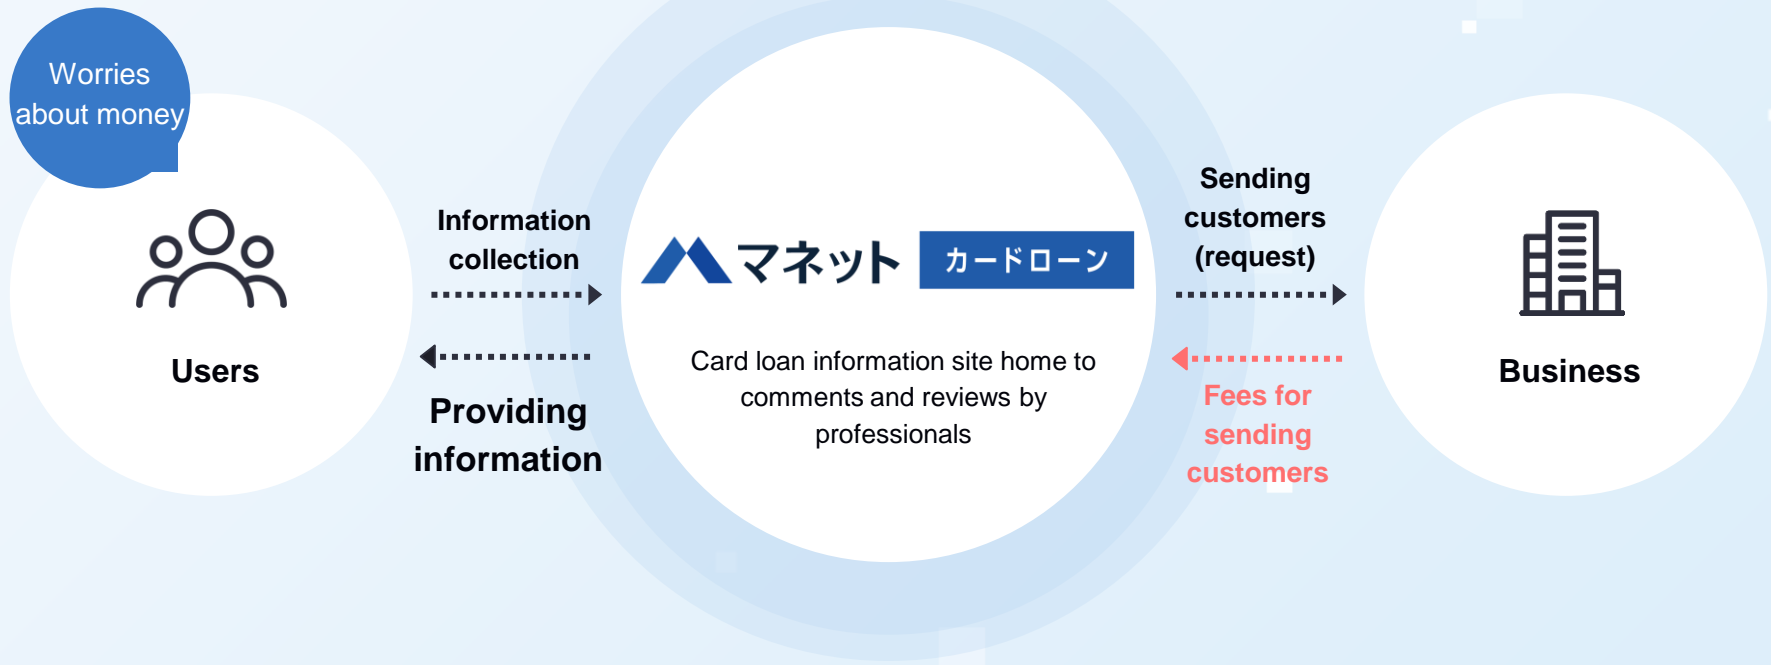 Worries
about money
Users
Information
collection
Providing
information
マネット カードローン
Card loan information site home to
comments and reviews by
professionals
Sending
customers
(request)
Fees for
sending
customers
Business